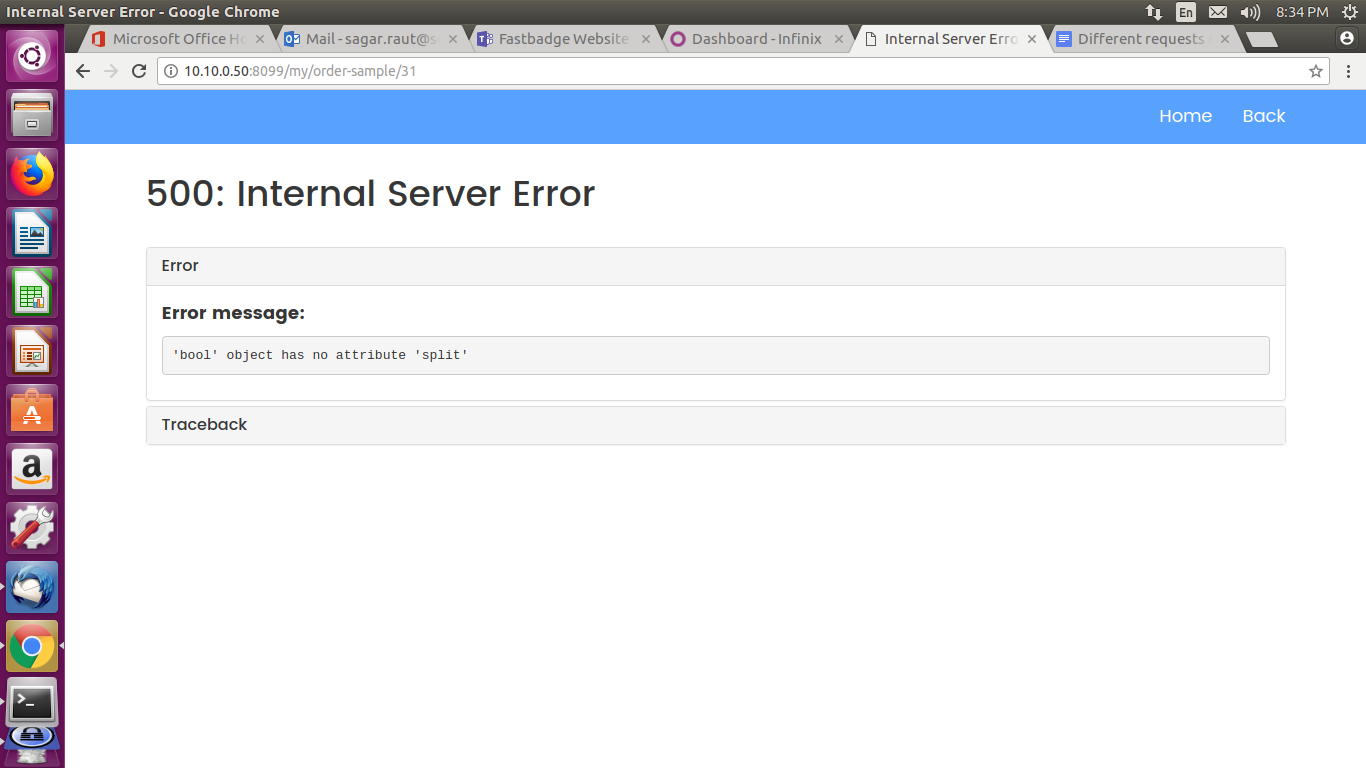 Internal Server Error - Google Chrome
En
8:34 PM
Microsoft Office Ho
Mail - sagar.raut@s
Fastbadge Website
Dashboard - Infinix
Internal Server Erro
Different requests
10.10.0.50:8099/my/order-sample/31
Home
Back
500: Internal Server Error
Error
Error message:
'bool' object has no attribute 'split'
Traceback